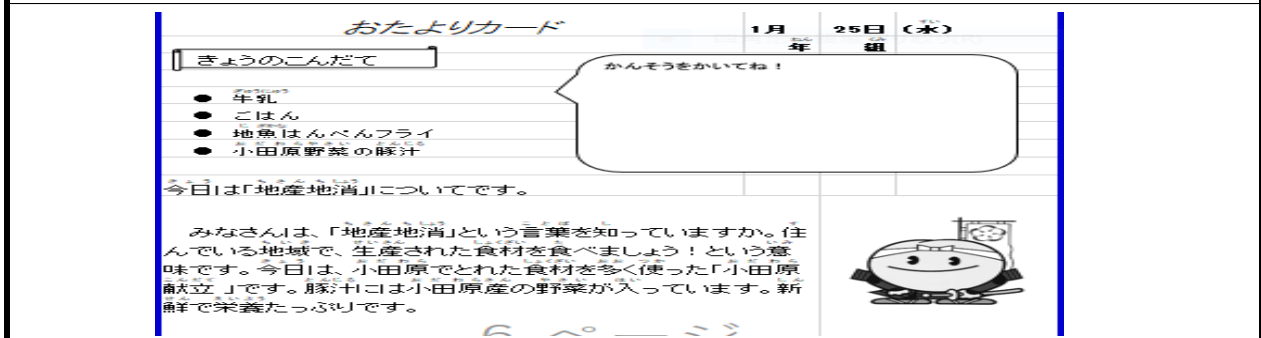 おたよりカード 1月 25日 (水)
年 組
きょうのこんだて
かんそうをかいてね!
● 牛乳
● ごはん
● 地魚はんぺんフライ
● 小田原野菜の豚汁
今日は「地産地消」についてです。
みなさんは、「地産地消」という言葉を知っていますか。住
んでいる地域で、生産された食材を食べましょう!という意
味です。今日は、小田原でとれた食材を多く使った「小田原
献立 」です。豚汁には小田原産の野菜が入っています。新
鮮で栄養たっぷりです。
6 ページ